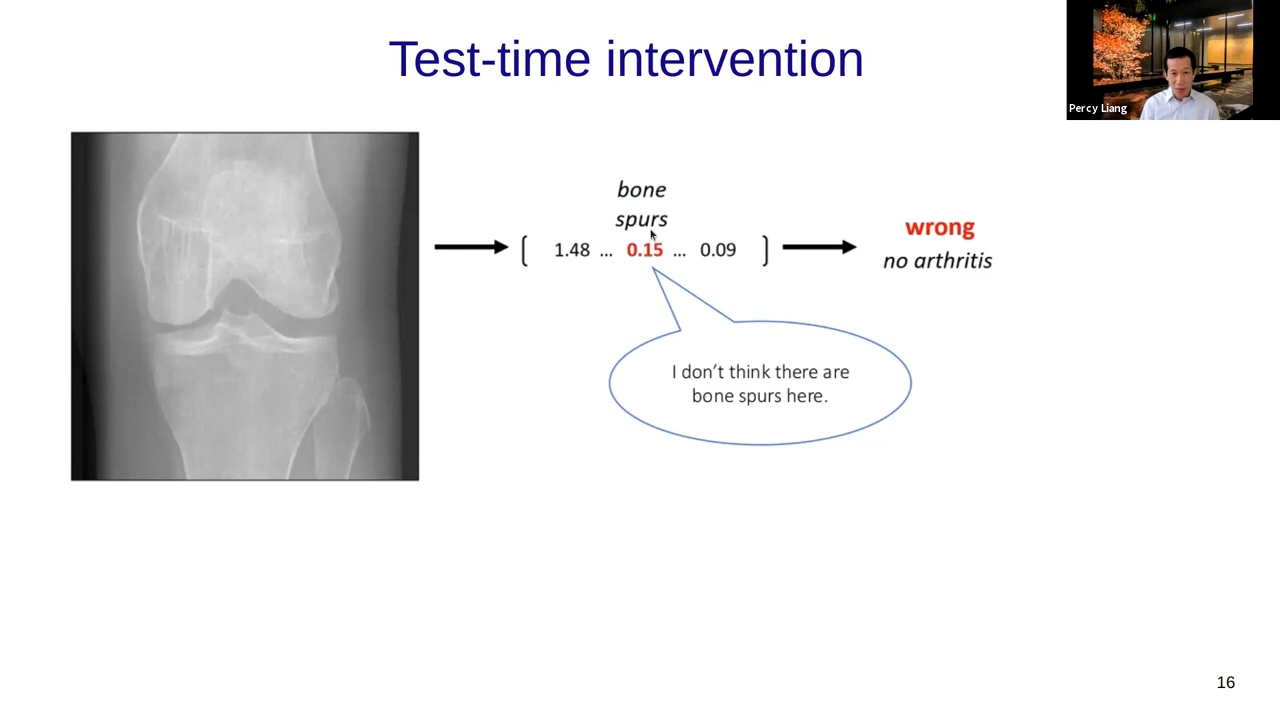 Test-time intervention
Percy Liang
bone
spurs
[ 1.48 ... 0.15 ... 0.09 ]
wrong
no arthritis
I don't think there are
bone spurs here.
16